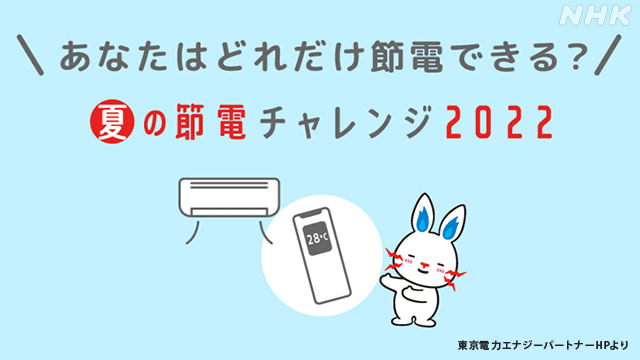 NHK
\あなたはどれだけ節電できる?/
夏の節電チャレンジ2022
28℃
東京電力エナジーパートナーHPより